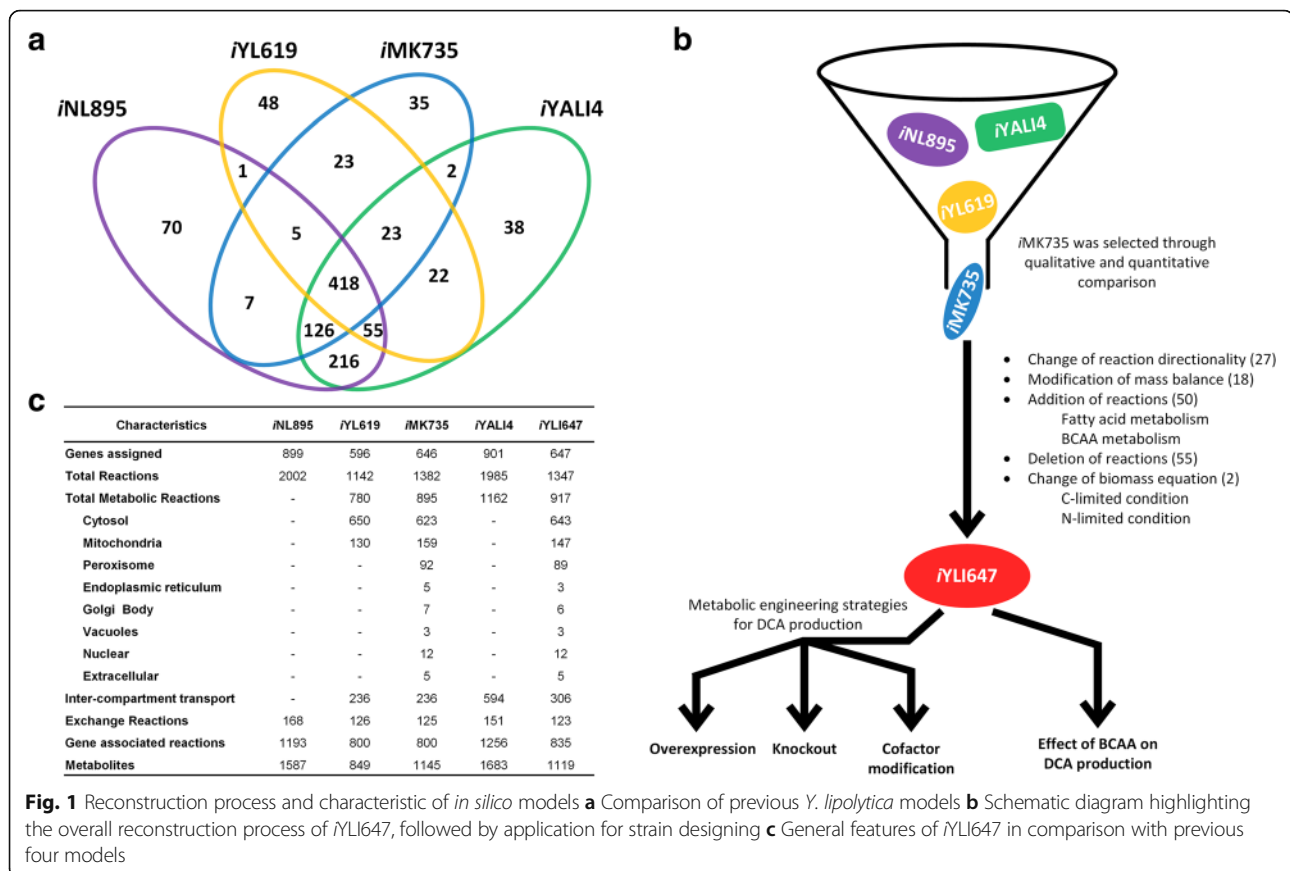 a
iNL895
iYL619
iMK735
iYALI4
48
35
1
23
2
70
5
23
38
418
22
7
126
55
216
b
iNL895
iYALI4
iYL619
iMK735
iMK735 was selected through
qualitative and quantitative
comparison
• Change of reaction directionality (27)
• Modification of mass balance (18)
• Addition of reactions (50)
Fatty acid metabolism
BCAA metabolism
• Deletion of reactions (55)
• Change of biomass equation (2)
C-limited condition
N-limited condition
iYLI647
Metabolic engineering strategies
for DCA production
Overexpression
Knockout
Cofactor
modification
Effect of BCAA on
DCA production
c
Characteristics iNL895 iYL619 iMK735 iYALI4 iYLI647
Genes assigned 899 596 646 901 647
Total Reactions 2002 1142 1382 1985 1347
Total Metabolic Reactions - 780 895 1162 917
Cytosol - 650 623 - 643
Mitochondria - 130 159 - 147
Peroxisome - - 92 - 89
Endoplasmic reticulum - - 5 - 3
Golgi Body - - 7 - 6
Vacuoles - - 3 - 3
Nuclear - - 12 - 12
Extracellular - - 5 - 5
Inter-compartment transport - 236 236 594 306
Exchange Reactions 168 126 125 151 123
Gene associated reactions 1193 800 800 1256 835
Metabolites 1587 849 1145 1683 1119
Fig. 1 Reconstruction process and characteristic of in silico models a Comparison of previous Y. lipolytica models b Schematic diagram highlighting
the overall reconstruction process of iYLI647, followed by application for strain designing c General features of iYLI647 in comparison with previous
four models